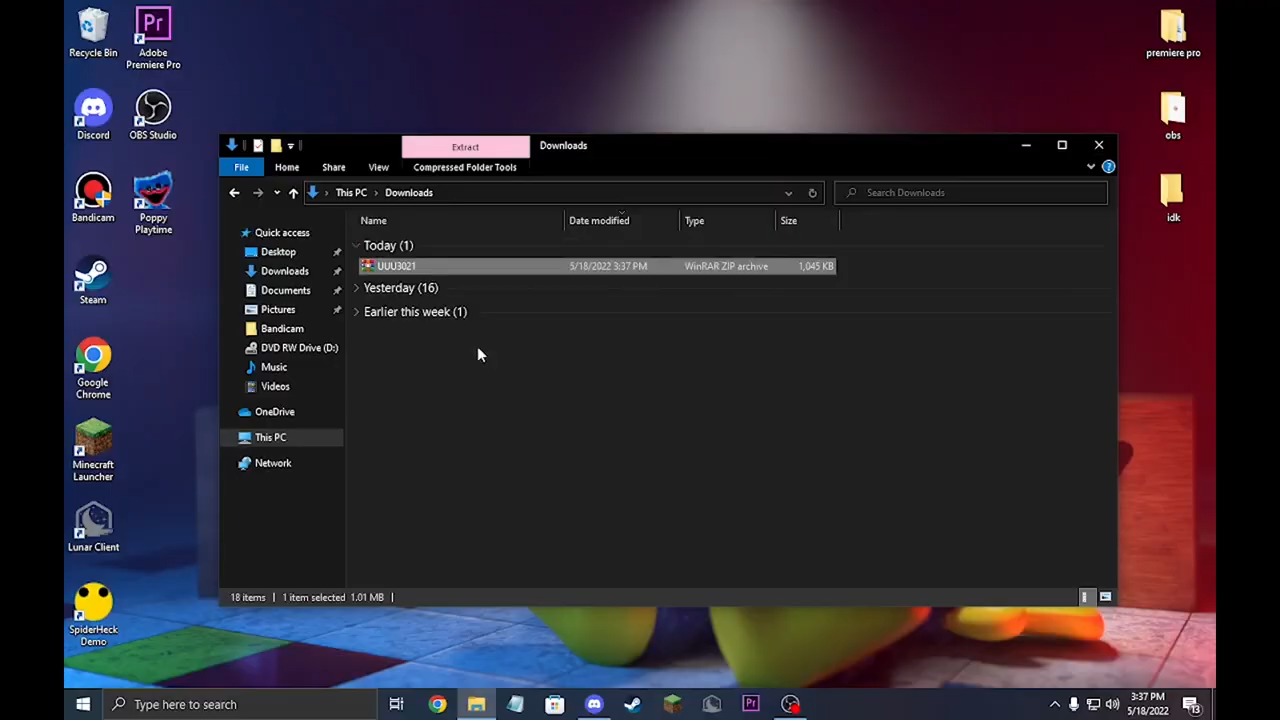 Recycle Bin
Adobe
Premiere Pro
Discord
OBS Studio
Bandicam
Poppy
Playtime
Steam
Google
Chrome
Minecraft
Launcher
Lunar Client
SpiderHeck
Demo
premiere pro
obs
idk
Extract
Downloads
File
Home
Share
View
Compressed Folder Tools
This PC
Downloads
Search Downloads
Name
Date modified
Type
Size
Quick access
Desktop
Downloads
Documents
Pictures
Bandicam
DVD RW Drive (D:)
Music
Videos
OneDrive
This PC
Network
Today (1)
UUU3021 5/18/2022 3:37 PM WinRAR ZIP archive 1,045 KB
Yesterday (16)
Earlier this week (1)
18 items 1 item selected 1.01 MB
Type here to search
Pr
Pr
3:37 PM
5/18/2022
13